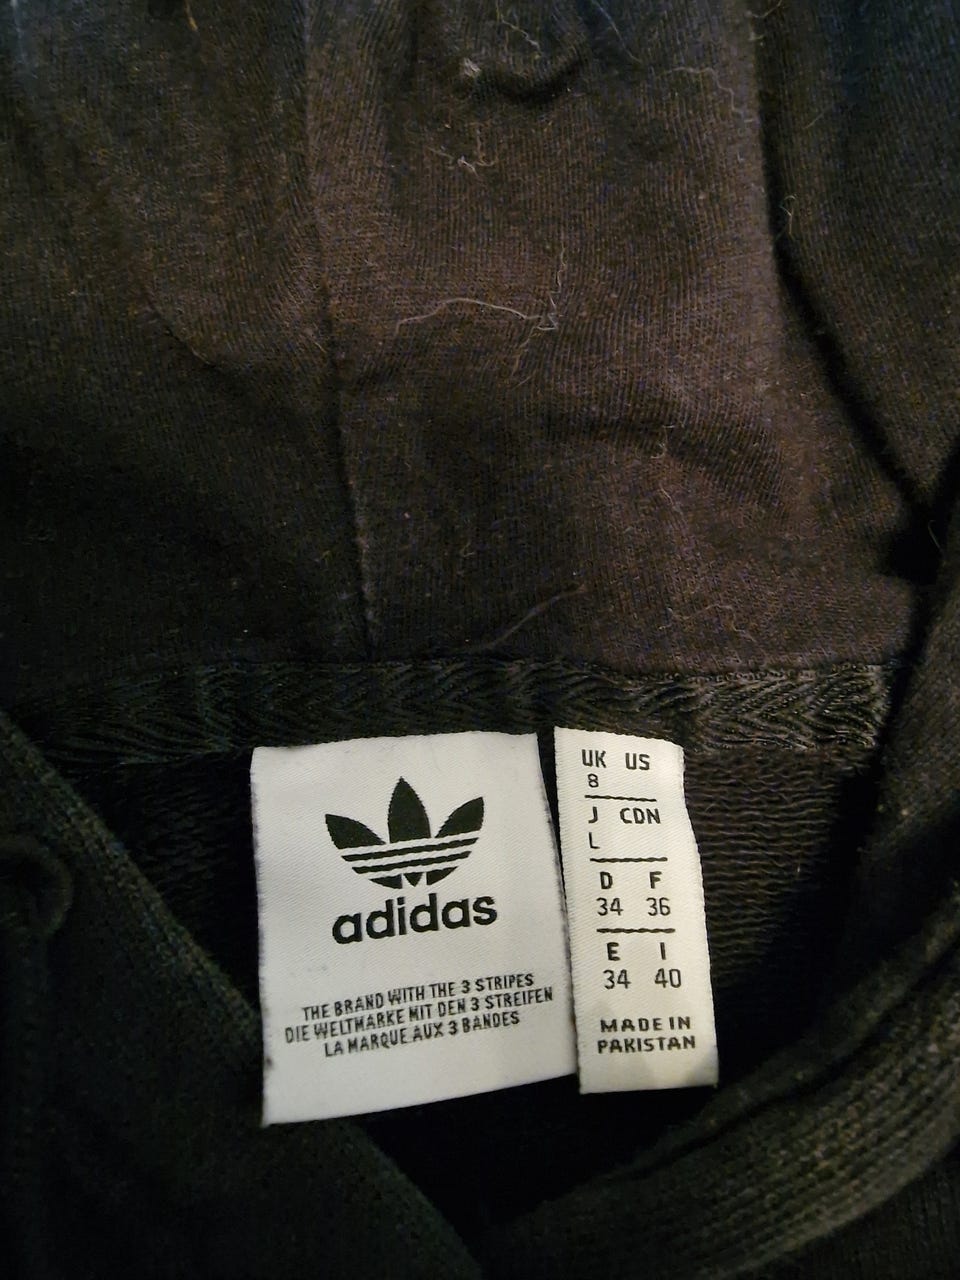 adidas
THE BRAND WITH THE 3 STRIPES
DIE WELTMARKE MIT DEN 3 STREIFEN
LA MARQUE AUX 3 BANDES
UK US
8
J CDN
L
D F
34 36
E I
34 40
MADE IN
PAKISTAN